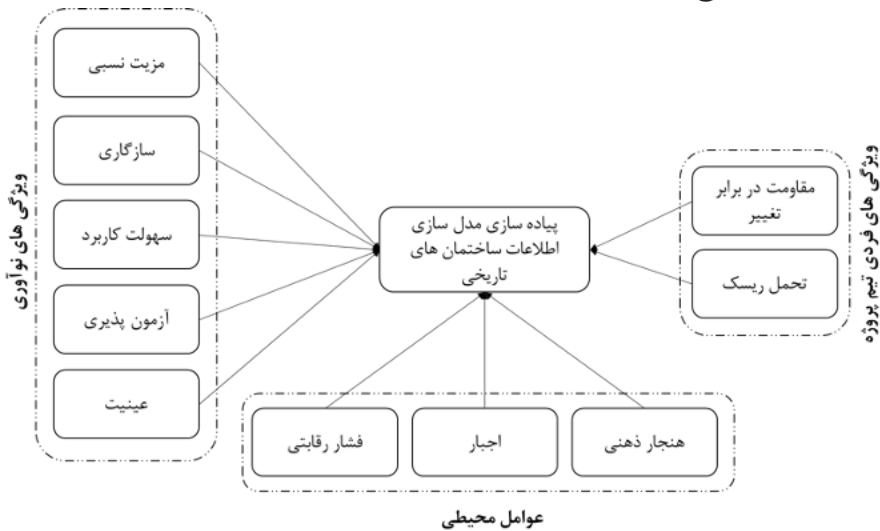 ویژگی های نوآوری
مزیت نسبی
سازگاری
سهولت کاربرد
آزمون پذیری
عینیت
پیاده سازی مدل سازی
اطلاعات ساختمان های
تاریخی
ویژگی های فردی تیم پروژه
مقاومت در برابر
تغییر
تحمل ریسک
هنجار ذهنی
اجبار
فشار رقابتی
عوامل محیطی